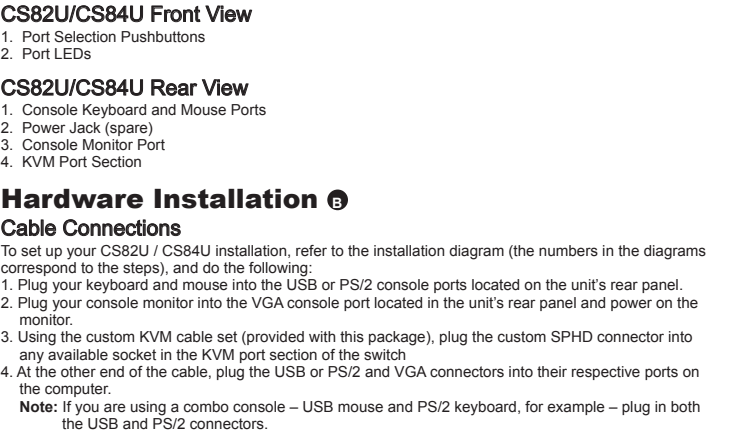 CS82U/CS84U Front View
1. Port Selection Pushbuttons
2. Port LEDs
CS82U/CS84U Rear View
1. Console Keyboard and Mouse Ports
2. Power Jack (spare)
3. Console Monitor Port
4. KVM Port Section
Hardware Installation B
Cable Connections
To set up your CS82U / CS84U installation, refer to the installation diagram (the numbers in the diagrams
correspond to the steps), and do the following:
1. Plug your keyboard and mouse into the USB or PS/2 console ports located on the unit's rear panel.
2. Plug your console monitor into the VGA console port located in the unit's rear panel and power on the
monitor.
3. Using the custom KVM cable set (provided with this package), plug the custom SPHD connector into
any available socket in the KVM port section of the switch
4. At the other end of the cable, plug the USB or PS/2 and VGA connectors into their respective ports on
the computer.
Note: If you are using a combo console – USB mouse and PS/2 keyboard, for example – plug in both
the USB and PS/2 connectors.